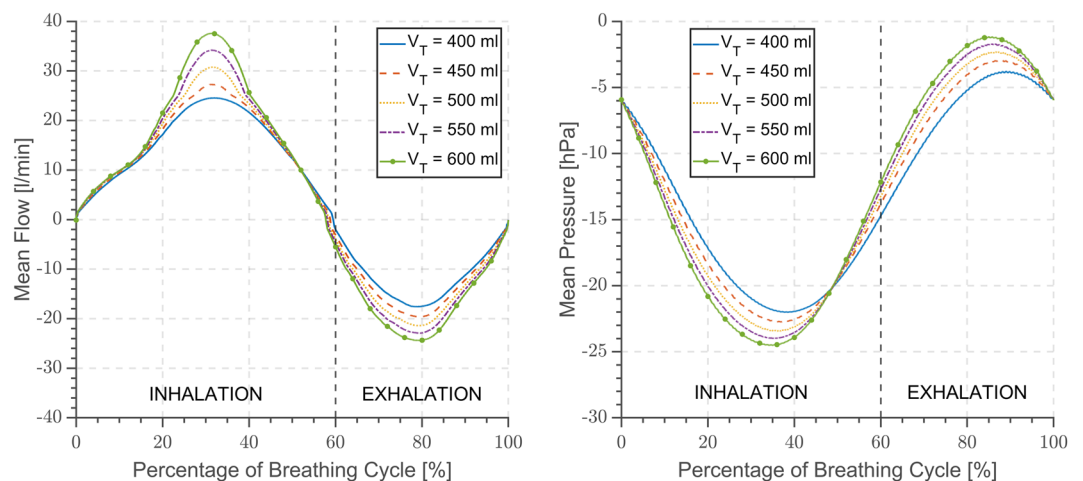 40
30
20
10
0
-10
-20
-30
-40
Mean Flow [l/min]
V_T = 400 ml
V_T = 450 ml
V_T = 500 ml
V_T = 550 ml
V_T = 600 ml
INHALATION
EXHALATION
0 20 40 60 80 100
Percentage of Breathing Cycle [%]
0
-5
-10
-15
-20
-25
-30
Mean Pressure [hPa]
V_T = 400 ml
V_T = 450 ml
V_T = 500 ml
V_T = 550 ml
V_T = 600 ml
INHALATION
EXHALATION
0 20 40 60 80 100
Percentage of Breathing Cycle [%]